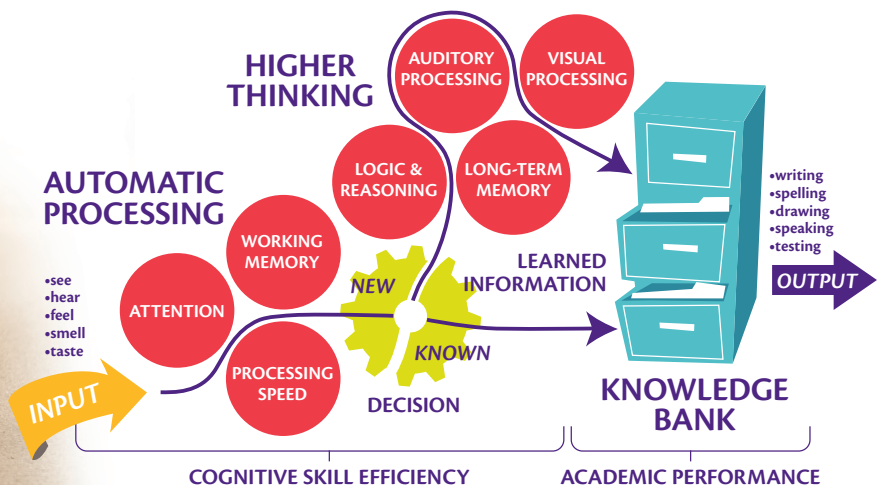 HIGHER
THINKING
AUDITORY
PROCESSING
VISUAL
PROCESSING
AUTOMATIC
PROCESSING
LOGIC &
REASONING
LONG-TERM
MEMORY
WORKING
MEMORY
•see
•hear
•feel
•smell
•taste
ATTENTION
PROCESSING
SPEED
NEW
KNOWN
DECISION
LEARNED
INFORMATION
•writing
•spelling
•drawing
•speaking
•testing
OUTPUT
INPUT
KNOWLEDGE
BANK
COGNITIVE SKILL EFFICIENCY
ACADEMIC PERFORMANCE